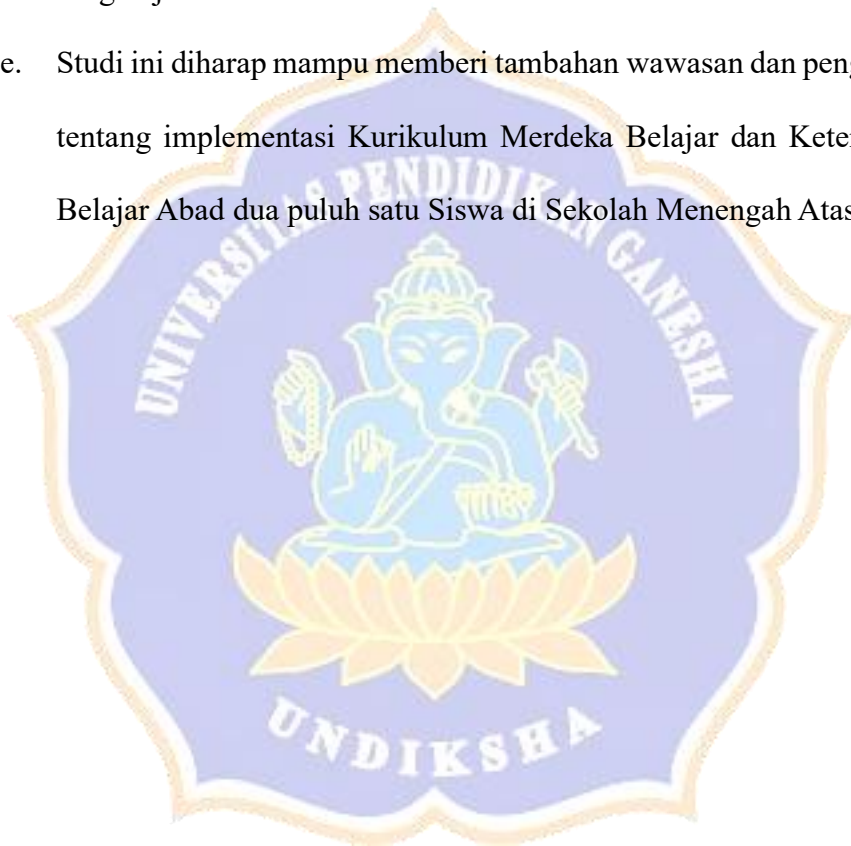 e. Studi ini diharap mampu memberi tambahan wawasan dan peng
tentang implementasi Kurikulum Merdeka Belajar dan Kete
Belajar Abad dua puluh satu Siswa di Sekolah Menengah Atas
UNIVERSITAS PENDIDIKAN GANESHA
UNDIKSHA